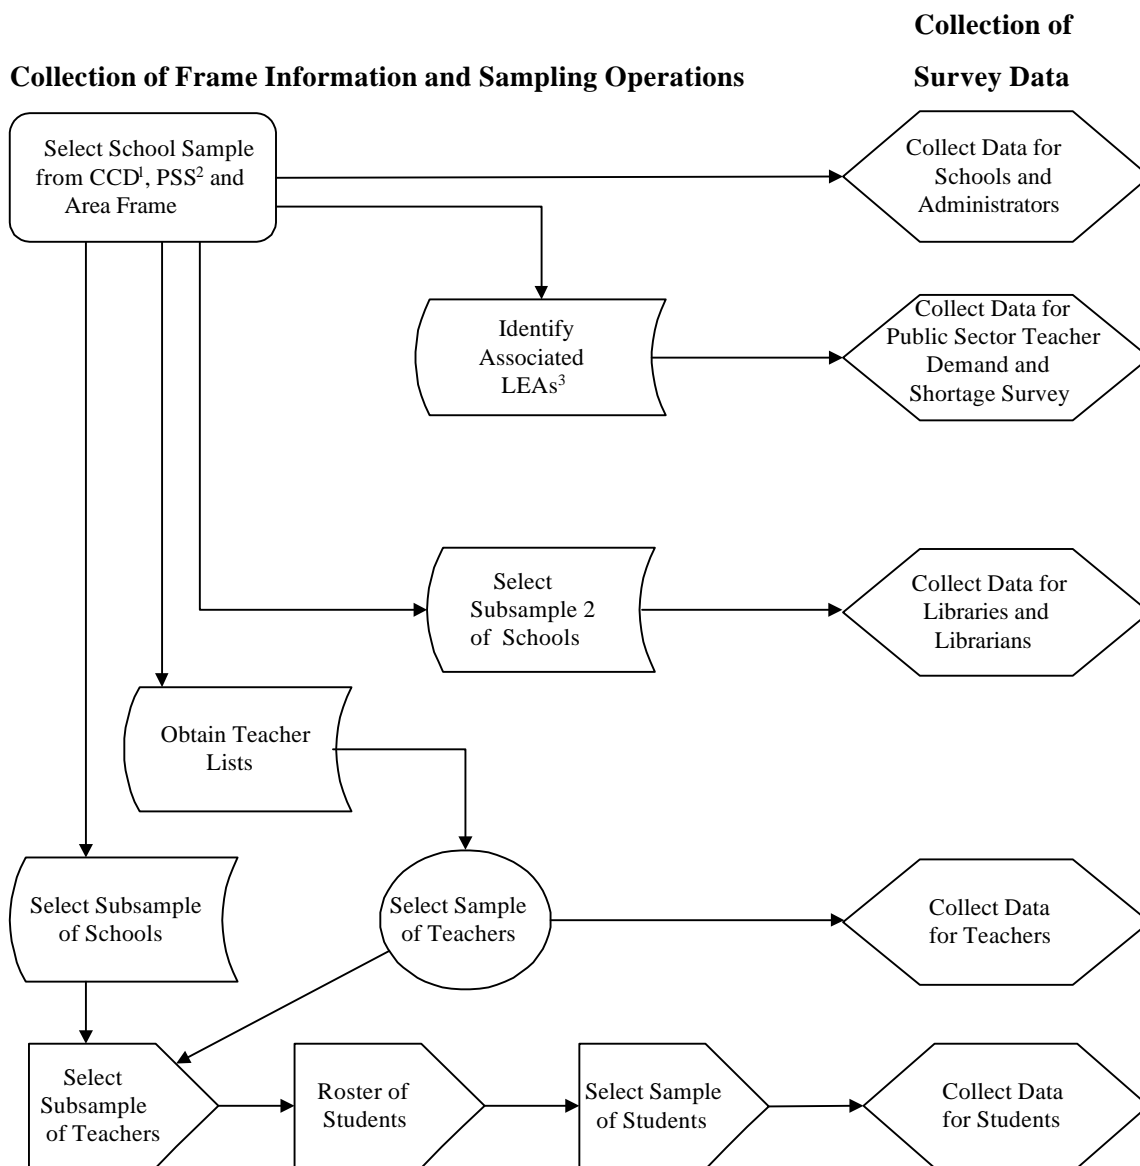 Collection of
Collection of Frame Information and Sampling Operations
Survey Data
Select School Sample
from CCD¹, PSS² and
Area Frame
Collect Data for
Schools and
Administrators
Identify
Associated
LEAs³
Collect Data for
Public Sector Teacher
Demand and
Shortage Survey
Select
Subsample 2
of Schools
Collect Data for
Libraries and
Librarians
Obtain Teacher
Lists
Select Subsample
of Schools
Select Sample
of Teachers
Collect Data
for Teachers
Select
Subsample
of Teachers
Roster of
Students
Select Sample
of Students
Collect Data
for Students